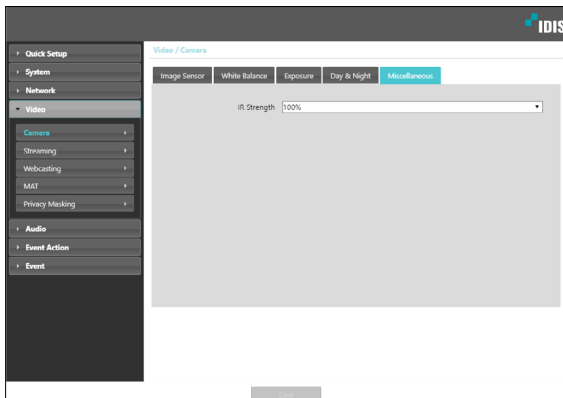 IDIS
Video / Camera
Quick Setup
System
Network
Video
Camera
Streaming
Webcasting
MAT
Privacy Masking
Audio
Event Action
Event
Image Sensor White Balance Exposure Day & Night Miscellaneous
IR Strength 100%
Save